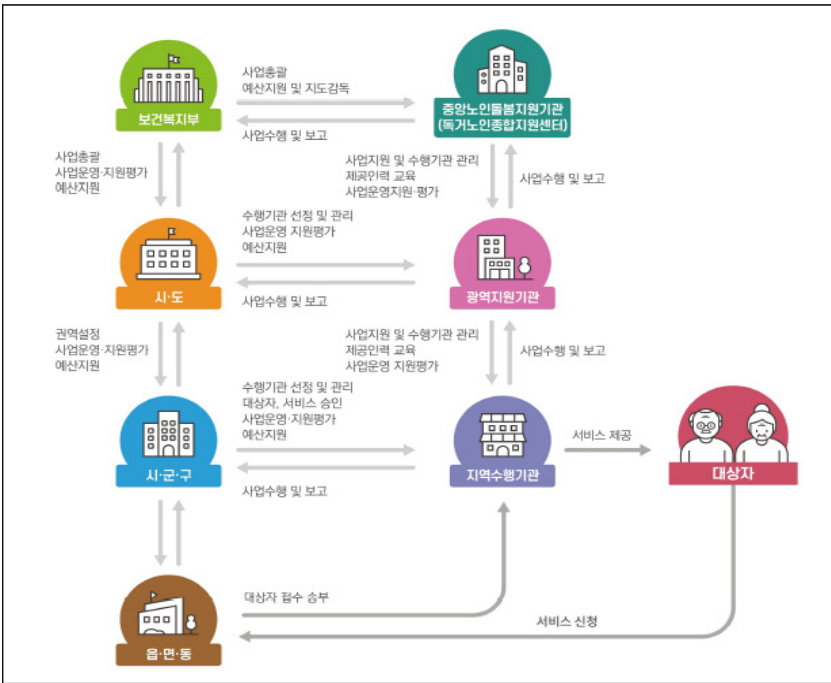 사업총괄
예산지원 및 지도감독
보건복지부
중앙노인돌봄지원기관
(독거노인종합지원센터)
사업수행 및 보고
사업총괄
사업운영·지원평가
예산지원
사업지원 및 수행기관 관리
제공인력 교육
사업운영지원·평가
사업수행 및 보고
수행기관 선정 및 관리
사업운영 지원평가
예산지원
시·도
광역지원기관
사업수행 및 보고
권역설정
사업운영·지원평가
예산지원
사업지원 및 수행기관 관리
제공인력 교육
사업운영 지원평가
사업수행 및 보고
수행기관 선정 및 관리
대상자, 서비스 승인
사업운영·지원평가
예산지원
서비스 제공
시·군·구
지역수행기관
대상자
사업수행 및 보고
대상자 접수·송부
서비스 신청
읍·면·동